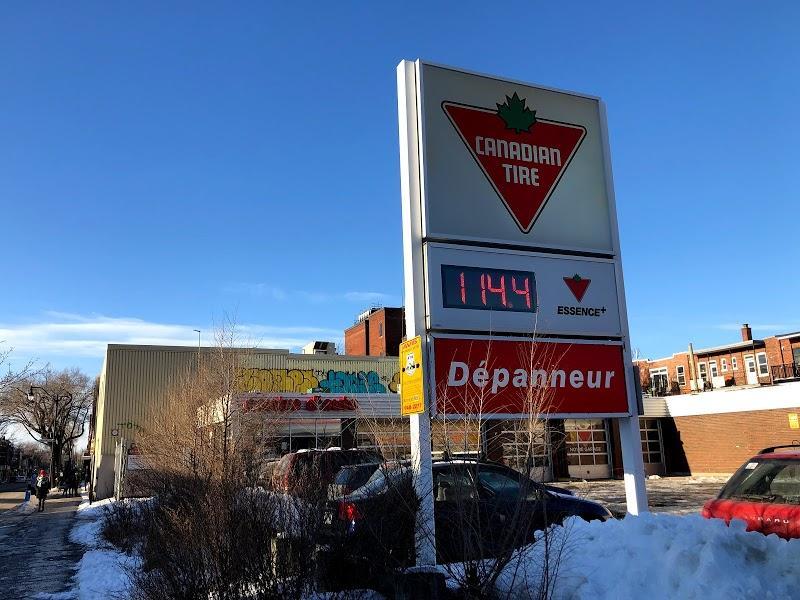 CANADIAN
TIRE
114.4
ESSENCE+
Dépanneur